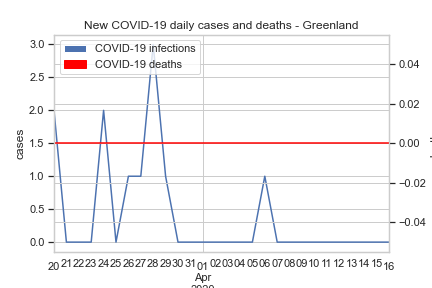 New COVID-19 daily cases and deaths - Greenland
COVID-19 infections
COVID-19 deaths
3.0
2.5
2.0
1.5
1.0
0.5
0.0
cases
0.04
0.02
0.00
−0.02
−0.04
20 21 22 23 24 25 26 27 28 29 30 31 01 02 03 04 05 06 07 08 09 10 11 12 13 14 15 16
Apr